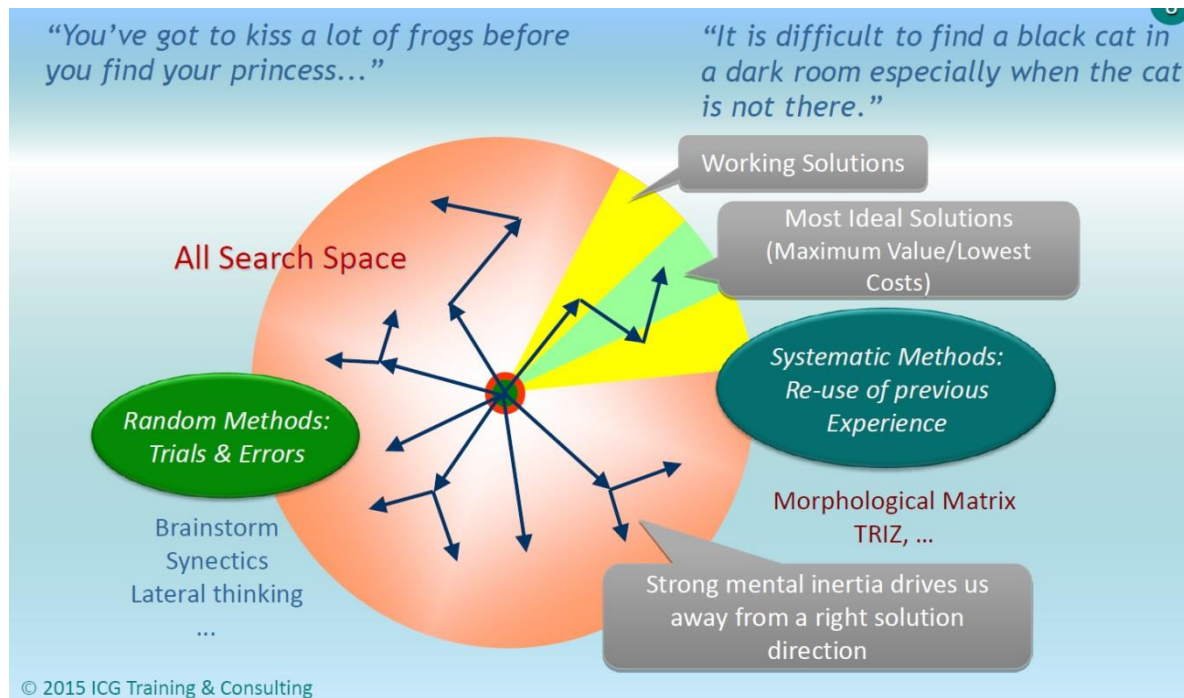 “You’ve got to kiss a lot of frogs before
you find your princess...”
“It is difficult to find a black cat in
a dark room especially when the cat
is not there.”
Working Solutions
Most Ideal Solutions
(Maximum Value/Lowest
Costs)
All Search Space
Systematic Methods:
Re-use of previous
Experience
Random Methods:
Trials & Errors
Morphological Matrix
TRIZ, ...
Brainstorm
Synectics
Lateral thinking
...
Strong mental inertia drives us
away from a right solution
direction
© 2015 ICG Training & Consulting